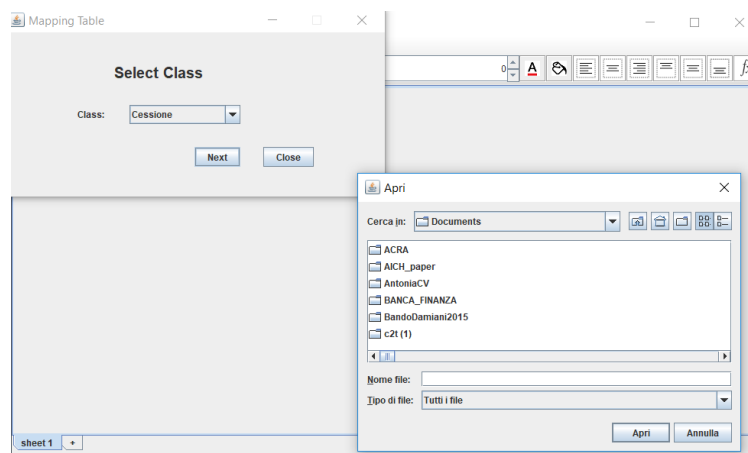 Mapping Table
Select Class
Class: Cessione
Next Close
0 A
Apri
Cerca in: Documents
ACRA
AICH_paper
AntoniaCV
BANCA_FINANZA
BandoDamiani2015
c2t (1)
Nome file:
Tipo di file: Tutti i file
Apri Annulla
sheet 1 +